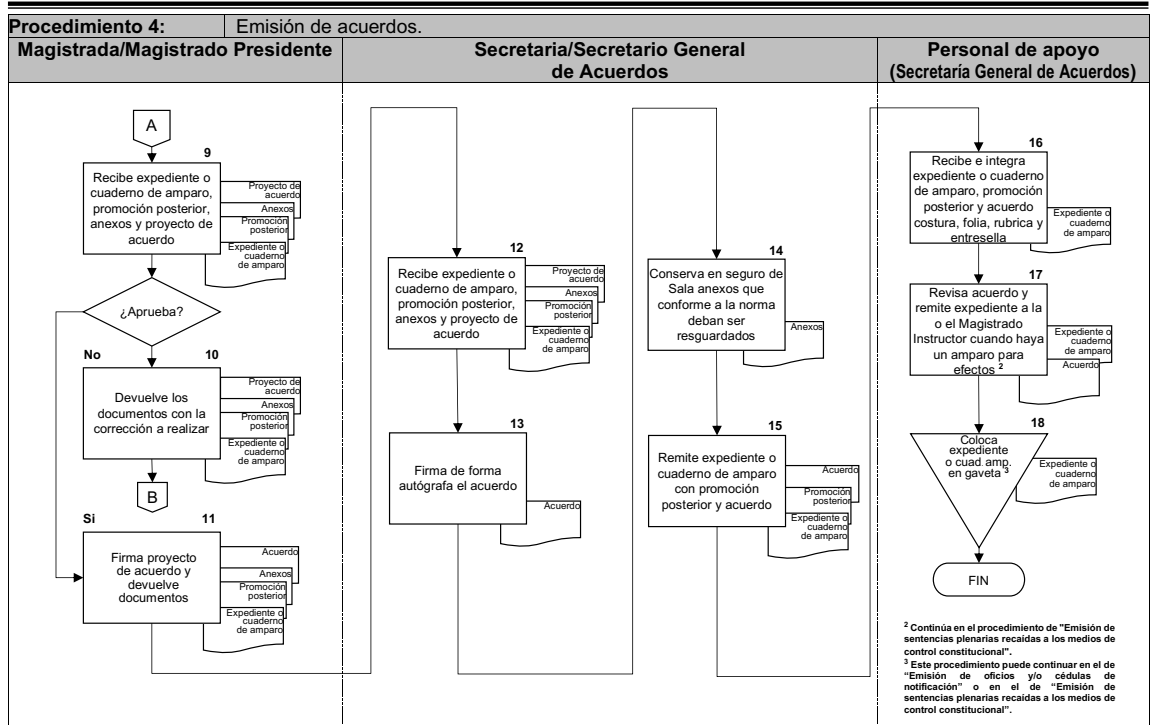 Procedimiento 4: Emisión de acuerdos.
Magistrada/Magistrado Presidente
Secretaria/Secretario General
de Acuerdos
Personal de apoyo
(Secretaría General de Acuerdos)
A
9
Recibe expediente o
cuaderno de amparo,
promoción posterior,
anexos y proyecto de
acuerdo
Proyecto de
acuerdo
Anexos
Promoción
posterior
Expediente o
cuaderno
de amparo
¿Aprueba?
No
10
Devuelve los
documentos con la
corrección a realizar
Proyecto de
acuerdo
Anexos
Promoción
posterior
Expediente o
cuaderno
de amparo
B
Si
11
Firma proyecto
de acuerdo y
devuelve
documentos
Acuerdo
Anexos
Promoción
posterior
Expediente o
cuaderno
de amparo
12
Recibe expediente o
cuaderno de amparo,
promoción posterior,
anexos y proyecto de
acuerdo
Proyecto de
acuerdo
Anexos
Promoción
posterior
Expediente o
cuaderno
de amparo
13
Firma de forma
autógrafa el acuerdo
Acuerdo
14
Conserva en seguro de
Sala anexos que
conforme a la norma
deban ser
resguardados
Anexos
15
Remite expediente o
cuaderno de amparo
con promoción
posterior y acuerdo
Acuerdo
Promoción
posterior
Expediente o
cuaderno
de amparo
16
Recibe e integra
expediente o cuaderno
de amparo, promoción
posterior y acuerdo
costura, folia, rubrica y
entresella
Expediente o
cuaderno
de amparo
17
Revisa acuerdo y
remite expediente a la
o el Magistrado
Instructor cuando haya
un amparo para
efectos ²
Expediente o
cuaderno
de amparo
Acuerdo
18
Coloca
expediente
o cuad. amp.
en gaveta ³
Expediente o
cuaderno
de amparo
FIN
² Continúa en el procedimiento de "Emisión de
sentencias plenarias recaídas a los medios de
control constitucional".
³ Este procedimiento puede continuar en el de
“Emisión de oficios y/o cédulas de
notificación” o en el de “Emisión de
sentencias plenarias recaídas a los medios de
control constitucional”.